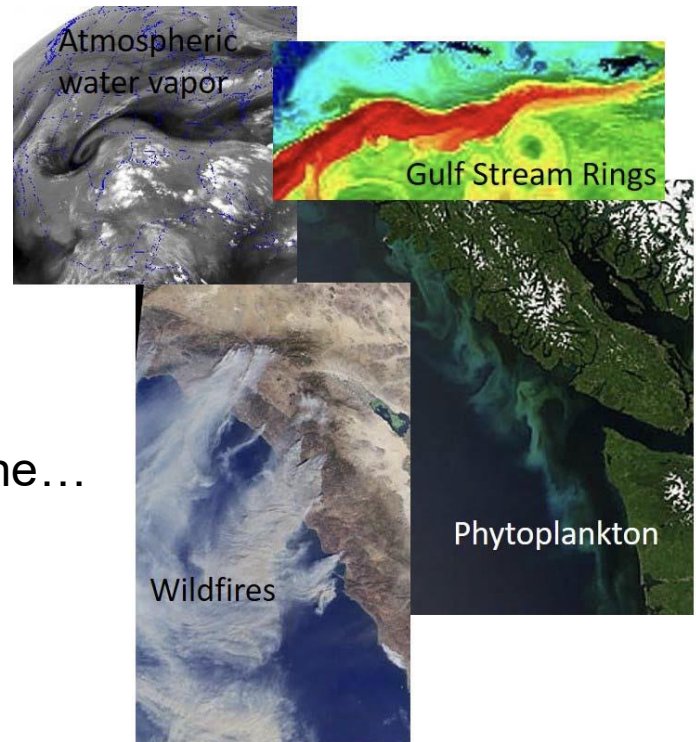 Atmospheric
water vapor
Gulf Stream Rings
Phytoplankton
Wildfires